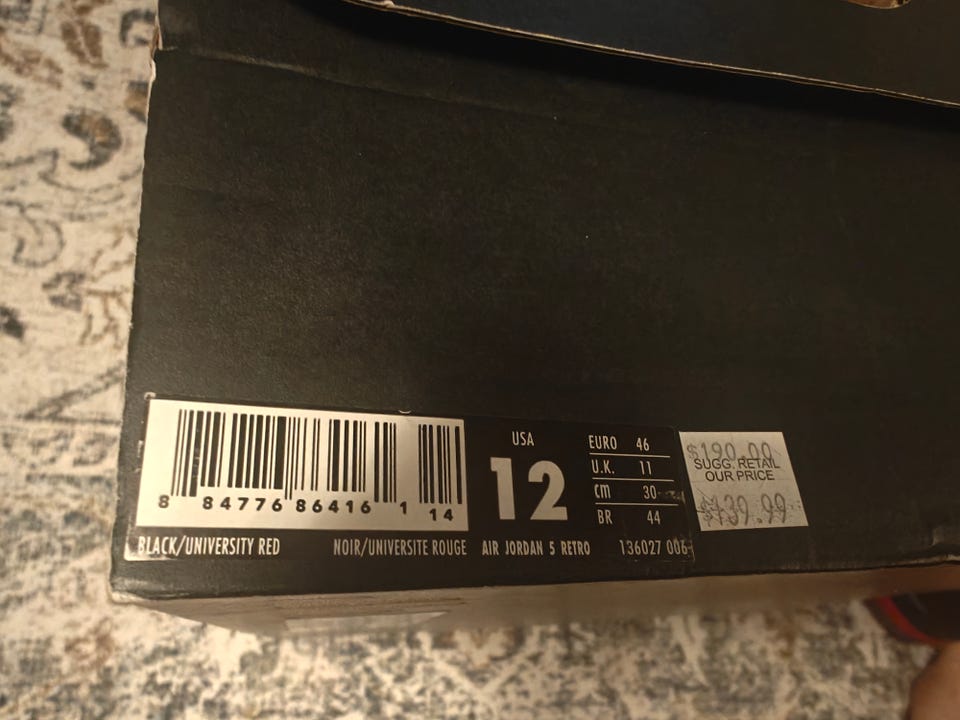 8 84776 86416 1 14
BLACK/UNIVERSITY RED
NOIR/UNIVERSITE ROUGE
USA
12
AIR JORDAN 5 RETRO
EURO 46
U.K. 11
cm 30
BR 44
136027 006
$190.00
SUGG. RETAIL
OUR PRICE
$139.99